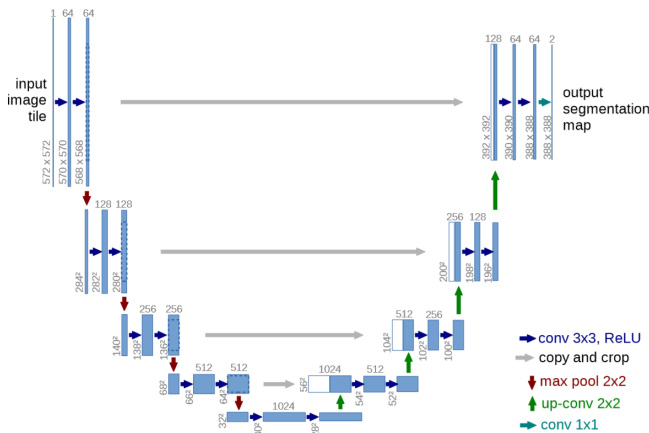 1 64 64
input
image
tile
572 x 572
570 x 570
568 x 568
128 64 64 2
output
segmentation
map
392 x 392
390 x 390
388 x 388
388 x 388
128 128
284²
282²
280²
256 128
200²
198²
196²
256 256
140²
138²
136²
512 256
104²
102²
100²
512 512
68²
66²
64²
1024 512
56²
54²
52²
1024
32²
conv 3x3, ReLU
copy and crop
max pool 2x2
up-conv 2x2
conv 1x1